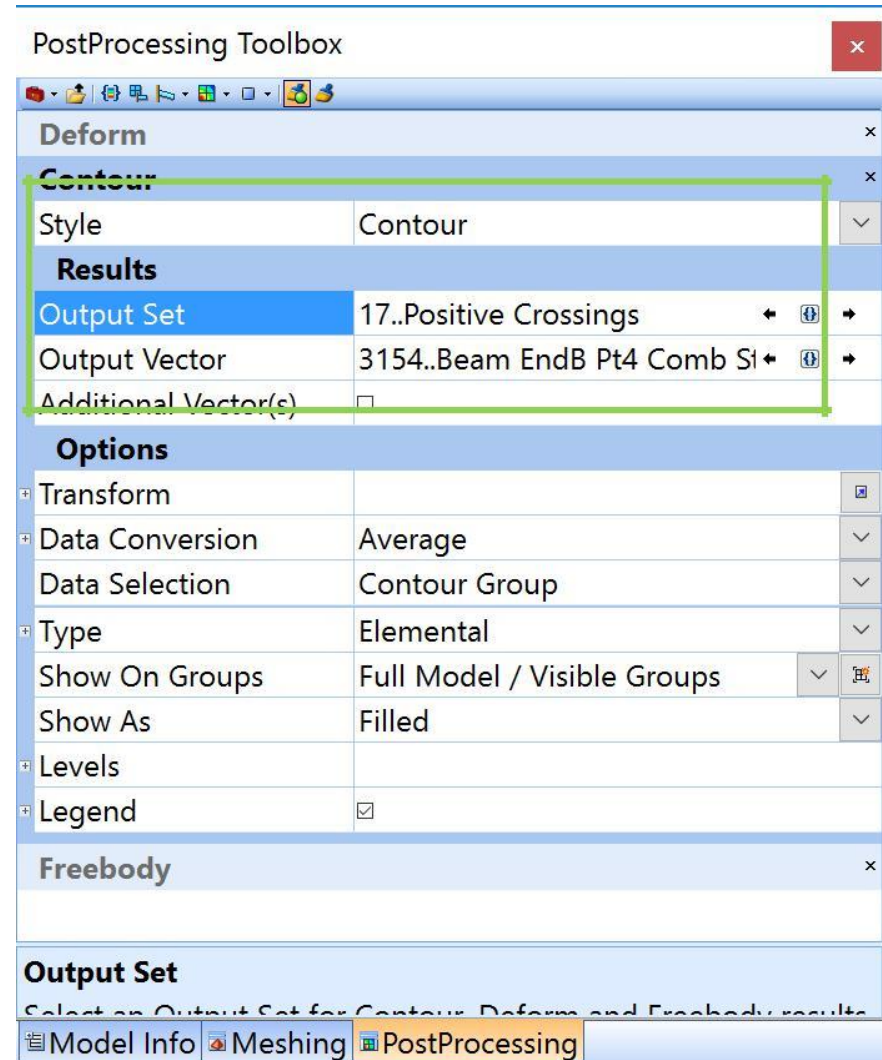 PostProcessing Toolbox
Deform
Contour
Style Contour
Results
Output Set 17..Positive Crossings
Output Vector 3154..Beam EndB Pt4 Comb St
Additional Vector(s)
Options
Transform
Data Conversion Average
Data Selection Contour Group
Type Elemental
Show On Groups Full Model / Visible Groups
Show As Filled
Levels
Legend
Freebody
Output Set
Select an Output Set for Contour, Deform and Freebody results
Model Info Meshing PostProcessing